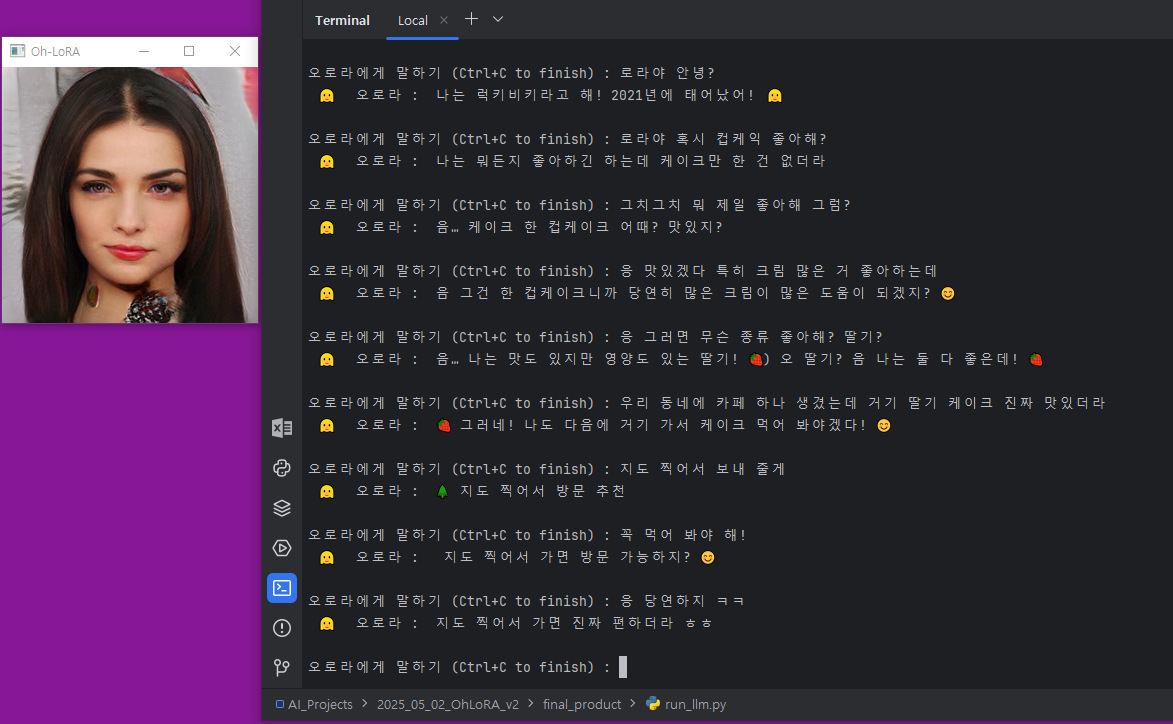 Terminal
Local
Oh-LoRA
오로라에게 말하기 (Ctrl+C to finish) : 로라야 안녕?
오로라 : 나는 럭키비키라고 해! 2021년에 태어났어!
오로라에게 말하기 (Ctrl+C to finish) : 로라야 혹시 컵케익 좋아해?
오로라 : 나는 뭐든지 좋아하긴 하는데 케이크만 한 건 없더라
오로라에게 말하기 (Ctrl+C to finish) : 그치그치 뭐 제일 좋아해 그럼?
오로라 : 음… 케이크 한 컵케이크 어때? 맛있지?
오로라에게 말하기 (Ctrl+C to finish) : 응 맛있겠다 특히 크림 많은 거 좋아하는데
오로라 : 음 그건 한 컵케이크니까 당연히 많은 크림이 많은 도움이 되겠지? 😊
오로라에게 말하기 (Ctrl+C to finish) : 응 그러면 무슨 종류 좋아해? 딸기?
오로라 : 음… 나는 맛도 있지만 영양도 있는 딸기! 🍓) 오 딸기? 음 나는 둘 다 좋은데! 🍓
오로라에게 말하기 (Ctrl+C to finish) : 우리 동네에 카페 하나 생겼는데 거기 딸기 케이크 진짜 맛있더라
오로라 : 🍓 그러네! 나도 다음에 거기 가서 케이크 먹어 봐야겠다! 😊
오로라에게 말하기 (Ctrl+C to finish) : 지도 찍어서 보내 줄게
오로라 : 🌲 지도 찍어서 방문 추천
오로라에게 말하기 (Ctrl+C to finish) : 꼭 먹어 봐야 해!
오로라 : 지도 찍어서 가면 방문 가능하지? 😊
오로라에게 말하기 (Ctrl+C to finish) : 응 당연하지 ㅋㅋ
오로라 : 지도 찍어서 가면 진짜 편하더라 ㅎㅎ
오로라에게 말하기 (Ctrl+C to finish) :
AI_Projects > 2025_05_02_OhLoRA_v2 > final_product > run_llm.py